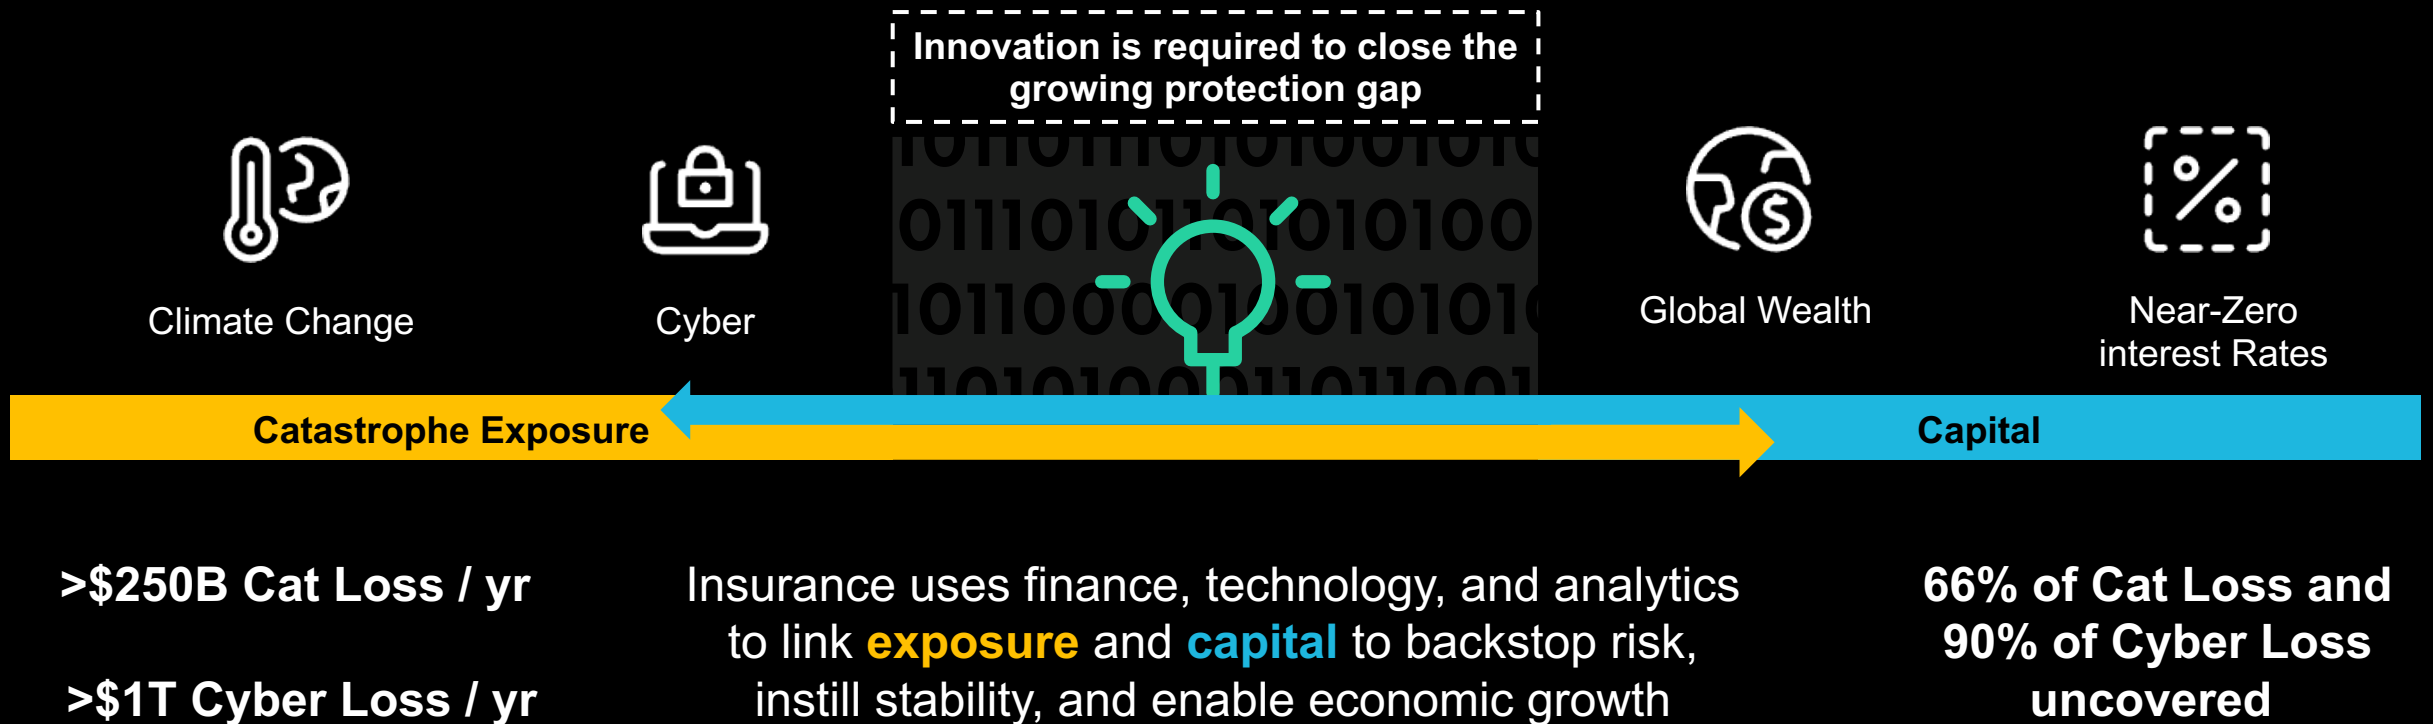 Innovation is required to close the
growing protection gap
Climate Change
Cyber
Global Wealth
Near-Zero
interest Rates
Catastrophe Exposure
Capital
>$250B Cat Loss / yr
>$1T Cyber Loss / yr
Insurance uses finance, technology, and analytics
to link exposure and capital to backstop risk,
instill stability, and enable economic growth
66% of Cat Loss and
90% of Cyber Loss
uncovered